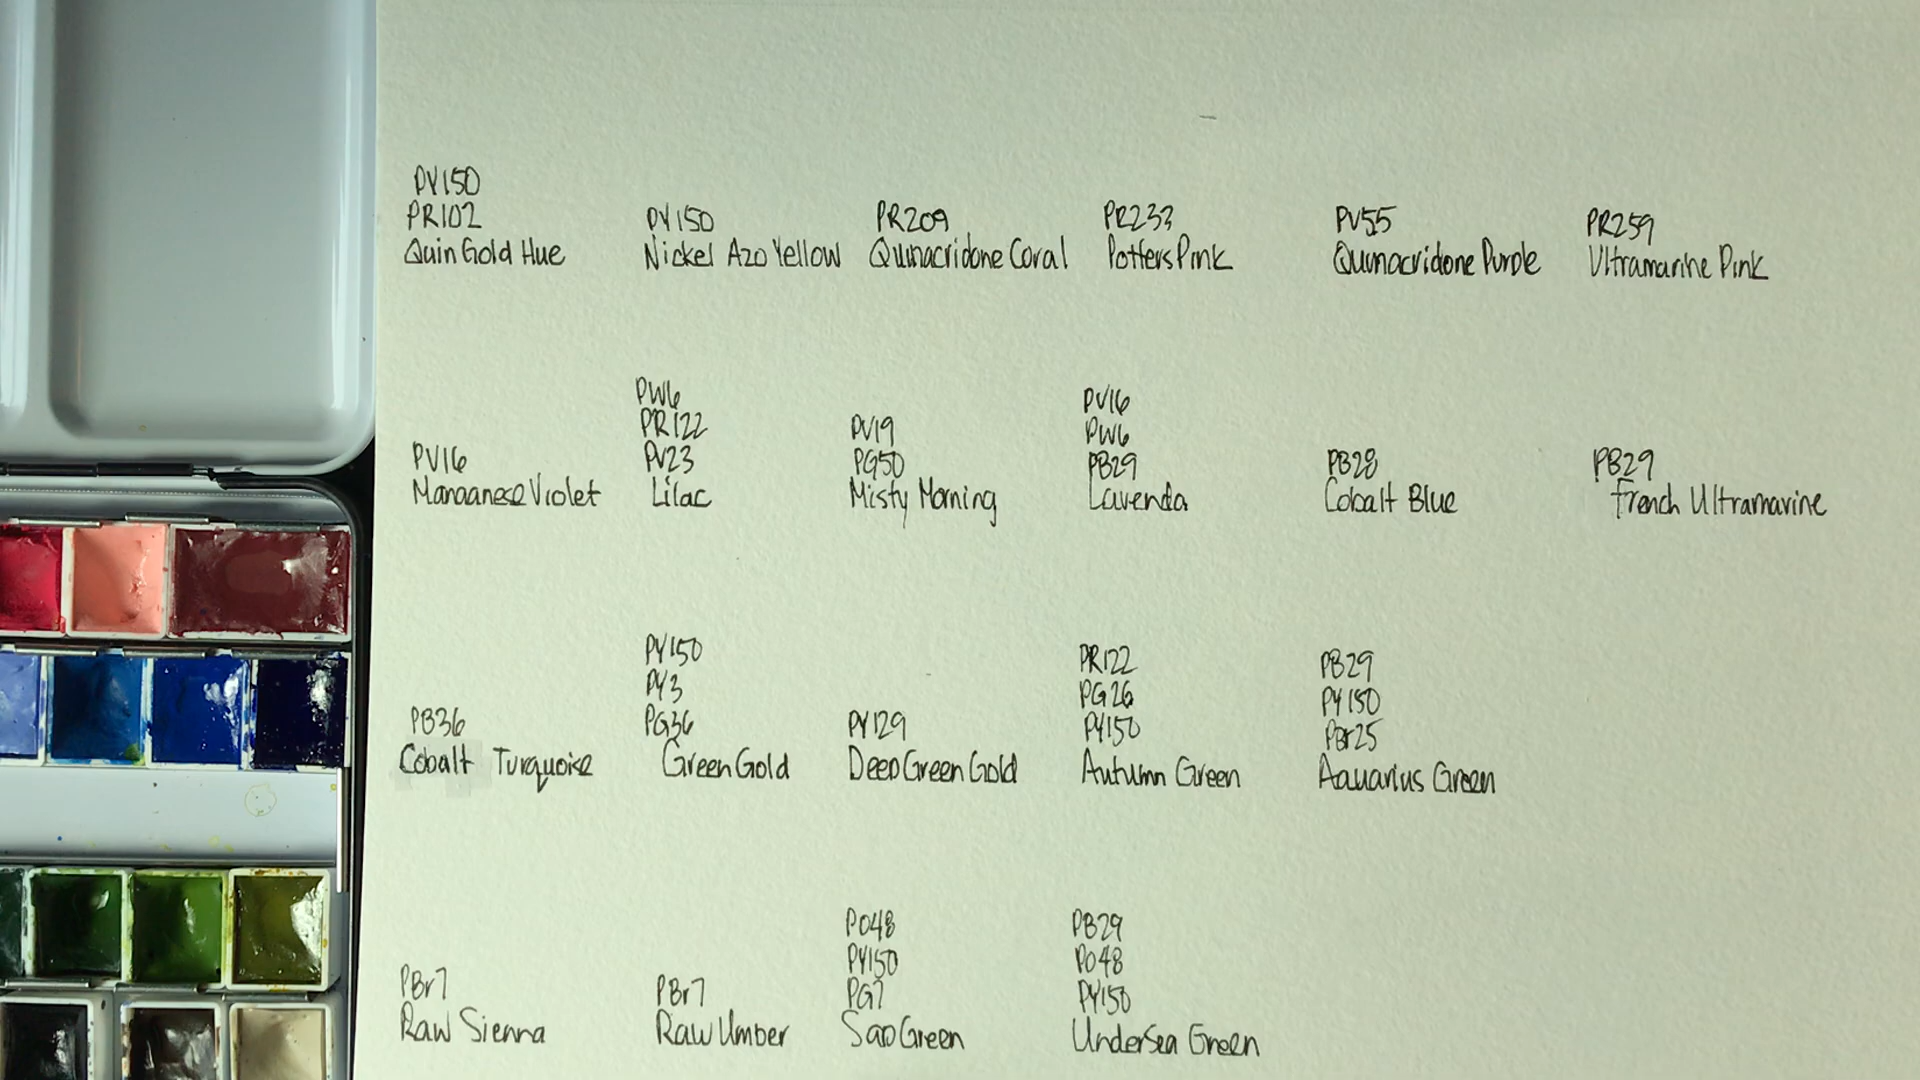 PY150
PR102
Quin Gold Hue
PY150
Nickel Azo Yellow
PR209
Quinacridone Coral
PR233
Potters Pink
PV55
Quinacridone Purple
PR259
Ultramarine Pink
PV16
Manganese Violet
PW6
PR122
PV23
Lilac
PV19
PG50
Misty Morning
PV16
PW6
PB29
Lavenda
PB28
Cobalt Blue
PB29
French Ultramarine
PB36
Cobalt Turquoise
PY150
PY3
PG36
Green Gold
PY129
Deep Green Gold
PR122
PG26
PY150
Autumn Green
PB29
PY150
PBr25
Aquarius Green
PBr7
Raw Sienna
PBr7
Raw Umber
PO48
PY150
PG7
Sap Green
PB29
PO48
PY150
UnderSea Green